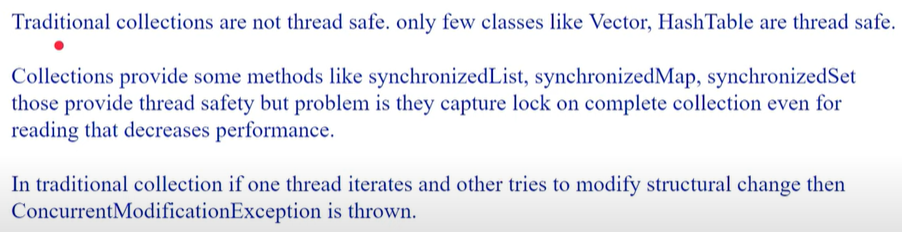 Traditional collections are not thread safe. only few classes like Vector, HashTable are thread safe.
Collections provide some methods like synchronizedList, synchronizedMap, synchronizedSet
those provide thread safety but problem is they capture lock on complete collection even for
reading that decreases performance.
In traditional collection if one thread iterates and other tries to modify structural change then
ConcurrentModificationException is thrown.